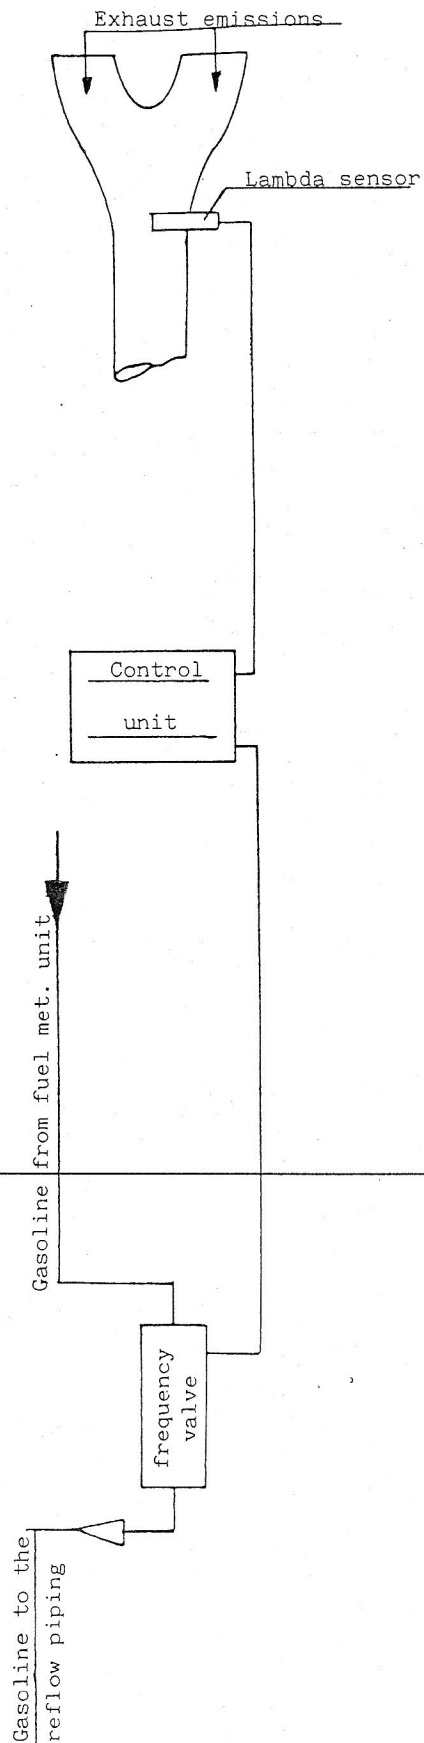 Exhaust emissions
Lambda sensor
Control
unit
Gasoline from fuel met. unit
frequency
valve
Gasoline to the
reflow piping